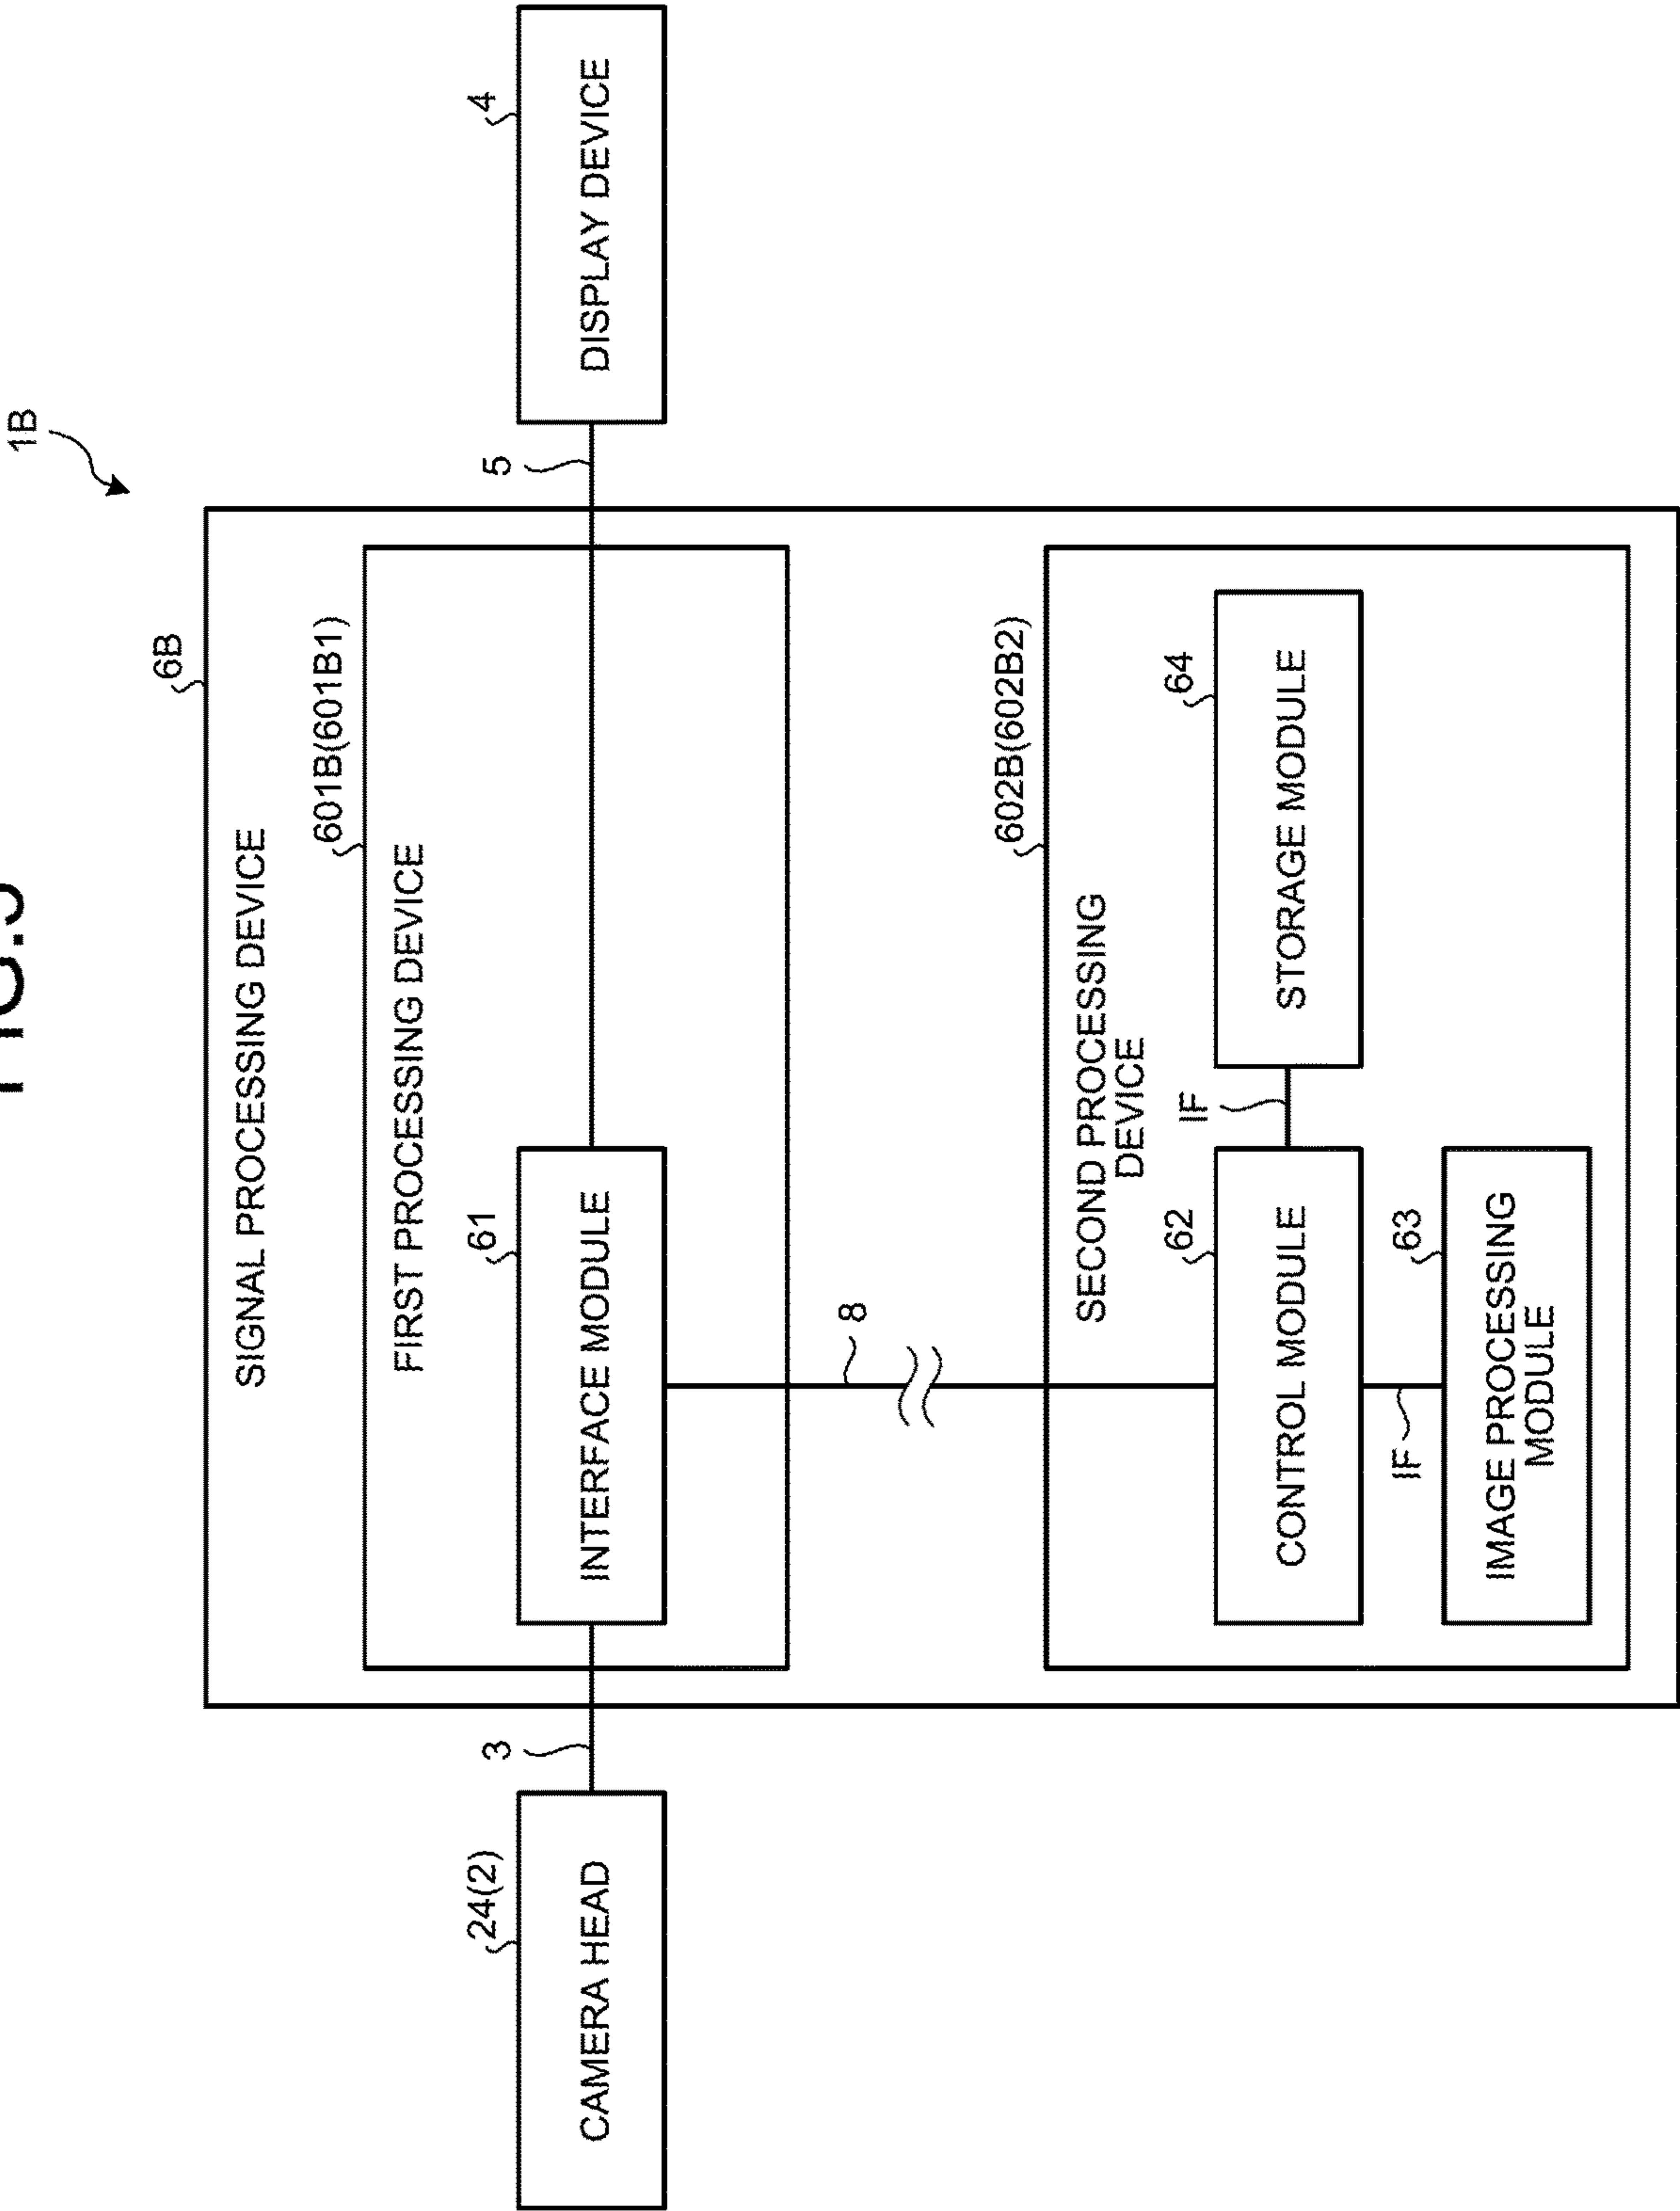 1B
6B
SIGNAL PROCESSING DEVICE
601B(601B1)
FIRST PROCESSING DEVICE
24(2)
CAMERA HEAD
3
61
INTERFACE MODULE
5
4
DISPLAY DEVICE
8
602B(602B2)
SECOND PROCESSING
DEVICE
62
CONTROL MODULE
IF
64
STORAGE MODULE
IF
63
IMAGE PROCESSING
MODULE